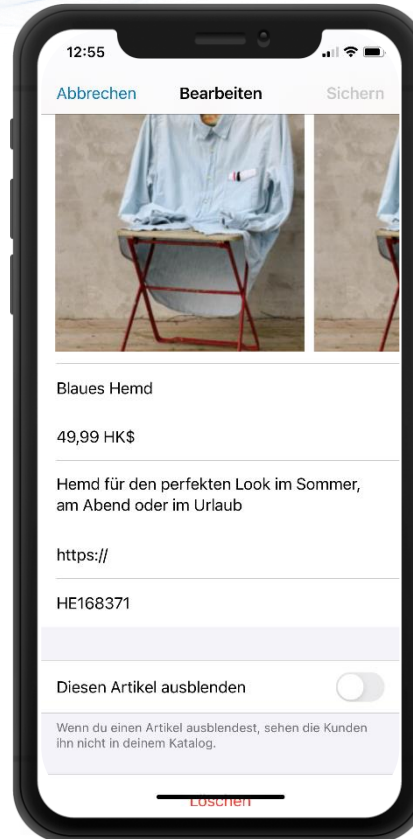 12:55
Abbrechen Bearbeiten Sichern
Blaues Hemd
49,99 HK$
Hemd für den perfekten Look im Sommer,
am Abend oder im Urlaub
https://
HE168371
Diesen Artikel ausblenden
Wenn du einen Artikel ausblendest, sehen die Kunden
ihn nicht in deinem Katalog.
Löschen